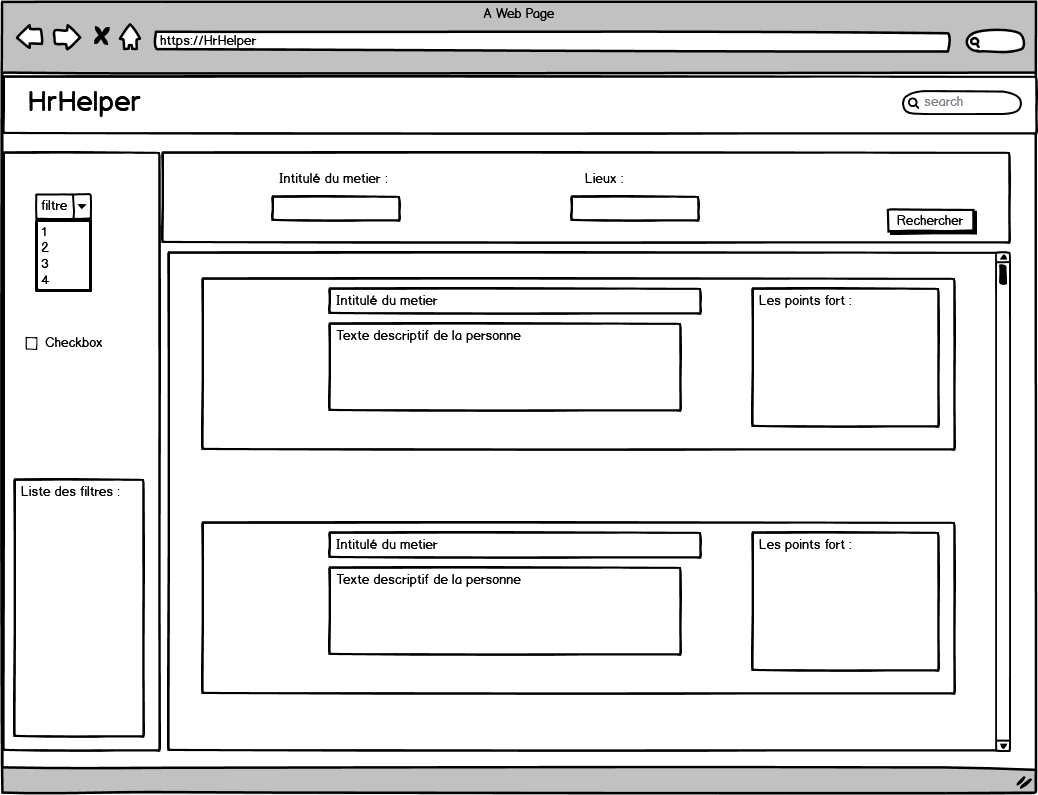 A Web Page
https://HrHelper
HrHelper
search
Intitulé du metier :
Lieux :
Rechercher
filtre
1
2
3
4
Checkbox
Liste des filtres :
Intitulé du metier
Texte descriptif de la personne
Les points fort :
Intitulé du metier
Texte descriptif de la personne
Les points fort :